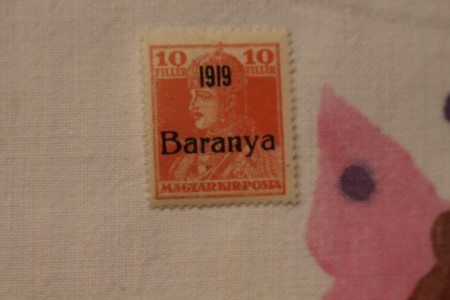 10 10
FILLÉR FILLÉR
1919
Baranya
MAGYAR KIR. POSTA